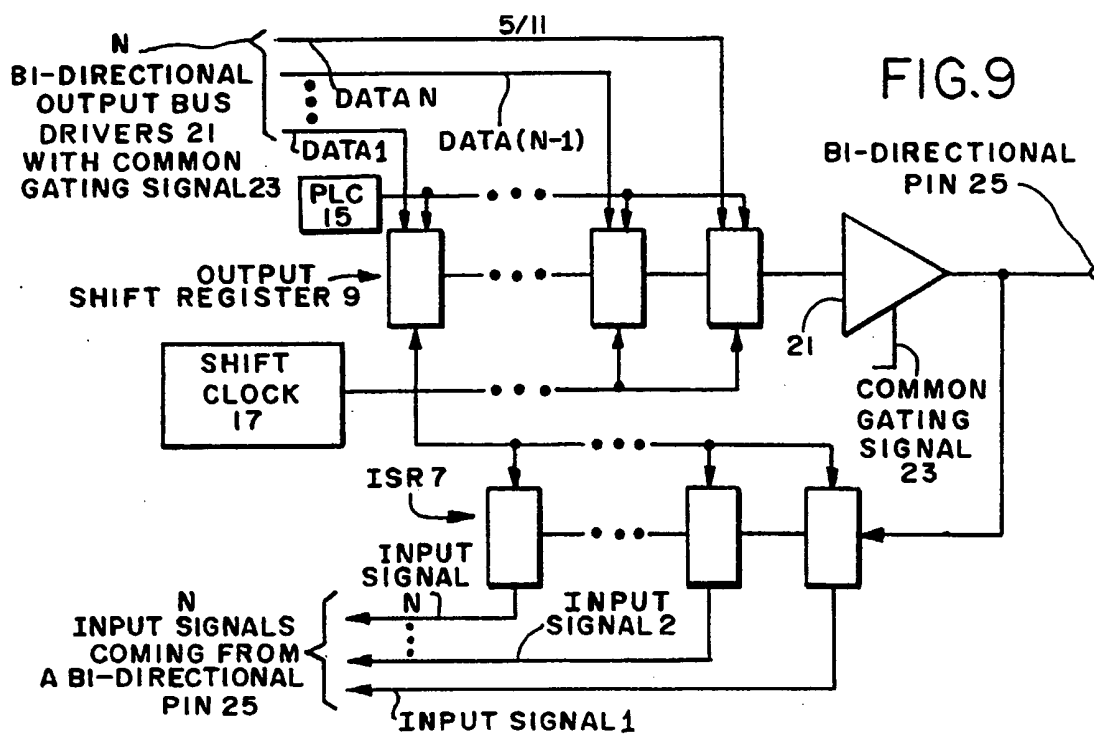 N
BI-DIRECTIONAL
OUTPUT BUS
DRIVERS 21
WITH COMMON
GATING SIGNAL 23
5/11
DATA N
DATA (N-1)
DATA 1
FIG. 9
BI-DIRECTIONAL
PIN 25
PLC
15
OUTPUT
SHIFT REGISTER 9
21
SHIFT
CLOCK
17
COMMON
GATING
SIGNAL
23
ISR 7
INPUT
SIGNAL
N
INPUT
SIGNAL 2
N
INPUT SIGNALS
COMING FROM
A BI-DIRECTIONAL
PIN 25
INPUT SIGNAL 1